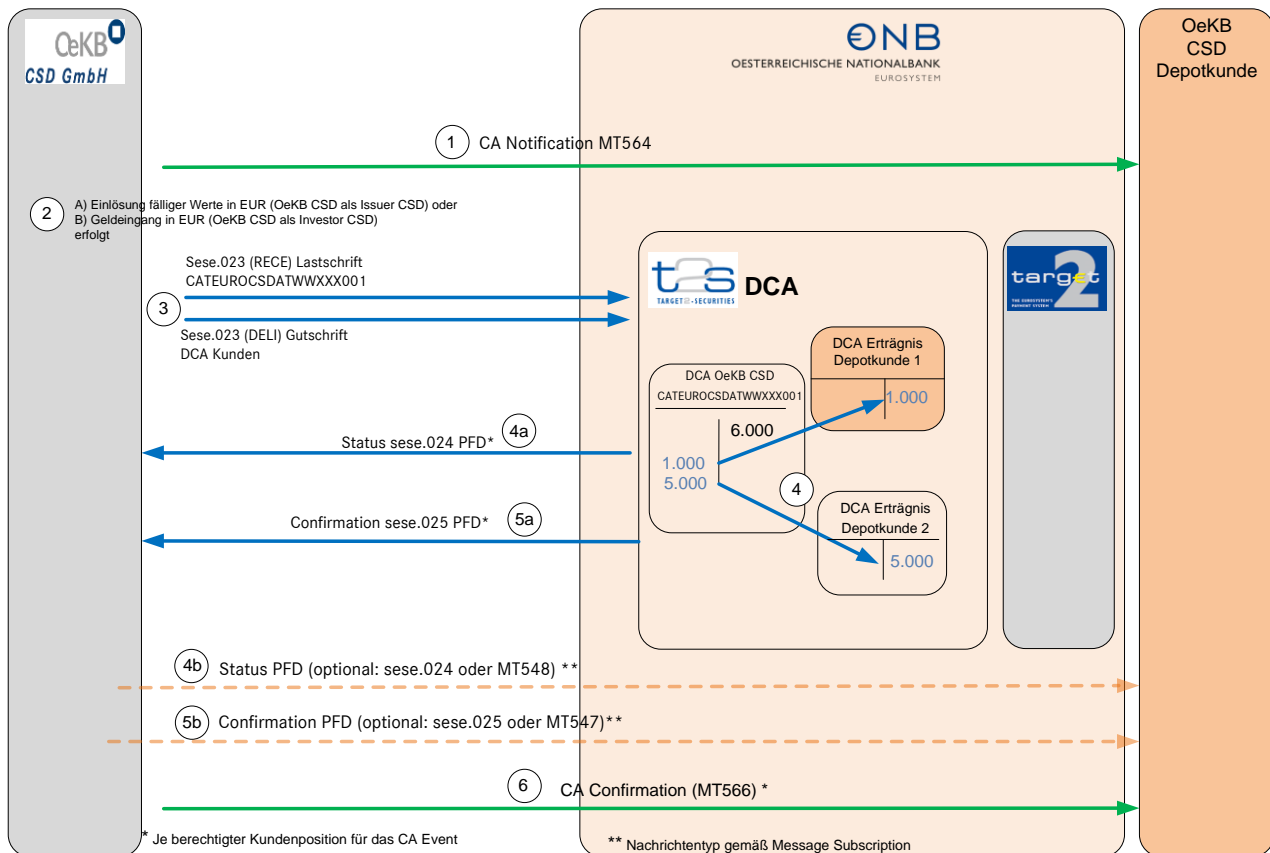 OeKB
CSD GmbH
ONB
OESTERREICHISCHE NATIONALBANK
EUROSYSTEM
OeKB
CSD
Depotkunde
1 CA Notification MT564
2 A) Einlösung fälliger Werte in EUR (OeKB CSD als Issuer CSD) oder
B) Geldeingang in EUR (OeKB CSD als Investor CSD)
erfolgt
Sese.023 (RECE) Lastschrift
CATEUROCSDATWWXXX001
3
Sese.023 (DELI) Gutschrift
DCA Kunden
t2s
TARGET2-SECURITIES
DCA
target
2
THE EUROSYSTEM'S
PAYMENT SYSTEM
DCA Erträgnis
Depotkunde 1
1.000
DCA OeKB CSD
CATEUROCSDATWWXXX001
6.000
1.000
5.000
4
DCA Erträgnis
Depotkunde 2
5.000
Status sese.024 PFD* 4a
Confirmation sese.025 PFD* 5a
4b Status PFD (optional: sese.024 oder MT548) **
5b Confirmation PFD (optional: sese.025 oder MT547)**
6 CA Confirmation (MT566) *
* Je berechtigter Kundenposition für das CA Event
** Nachrichtentyp gemäß Message Subscription